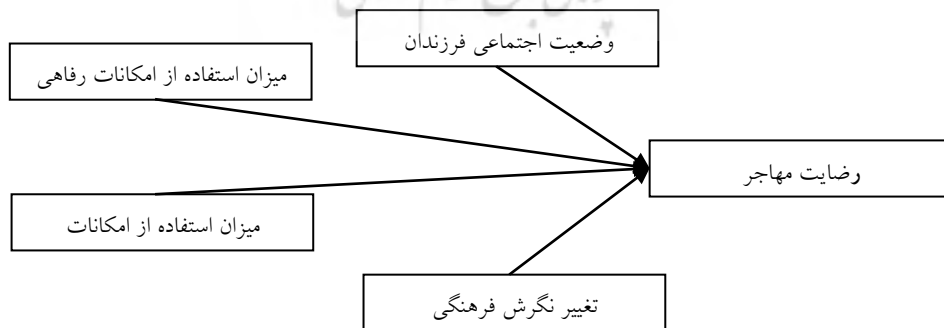 وضعیت اجتماعی فرزندان
میزان استفاده از امکانات رفاهی
رضایت مهاجر
میزان استفاده از امکانات
تغییر نگرش فرهنگی